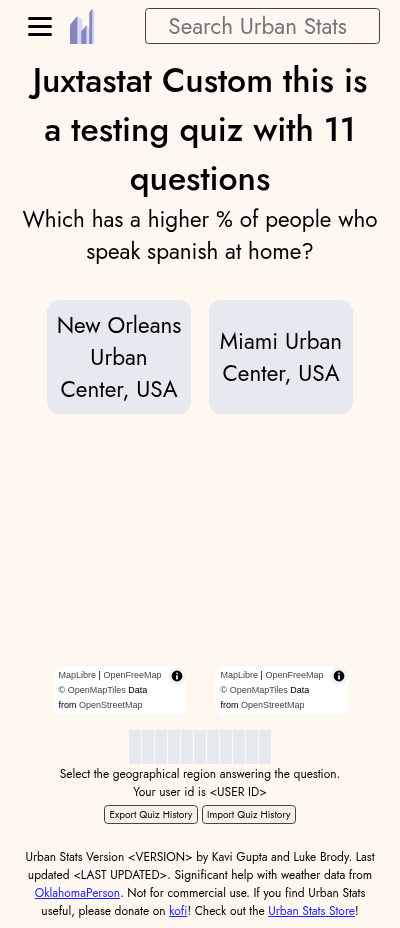 Search Urban Stats
Juxtastat Custom this is
a testing quiz with 11
questions
Which has a higher % of people who
speak spanish at home?
New Orleans
Urban
Center, USA
Miami Urban
Center, USA
MapLibre | OpenFreeMap
© OpenMapTiles Data
from OpenStreetMap
MapLibre | OpenFreeMap
© OpenMapTiles Data
from OpenStreetMap
Select the geographical region answering the question.
Your user id is <USER ID>
Export Quiz History
Import Quiz History
Urban Stats Version <VERSION> by Kavi Gupta and Luke Brody. Last
updated <LAST UPDATED>. Significant help with weather data from
OklahomaPerson. Not for commercial use. If you find Urban Stats
useful, please donate on kofi! Check out the Urban Stats Store!